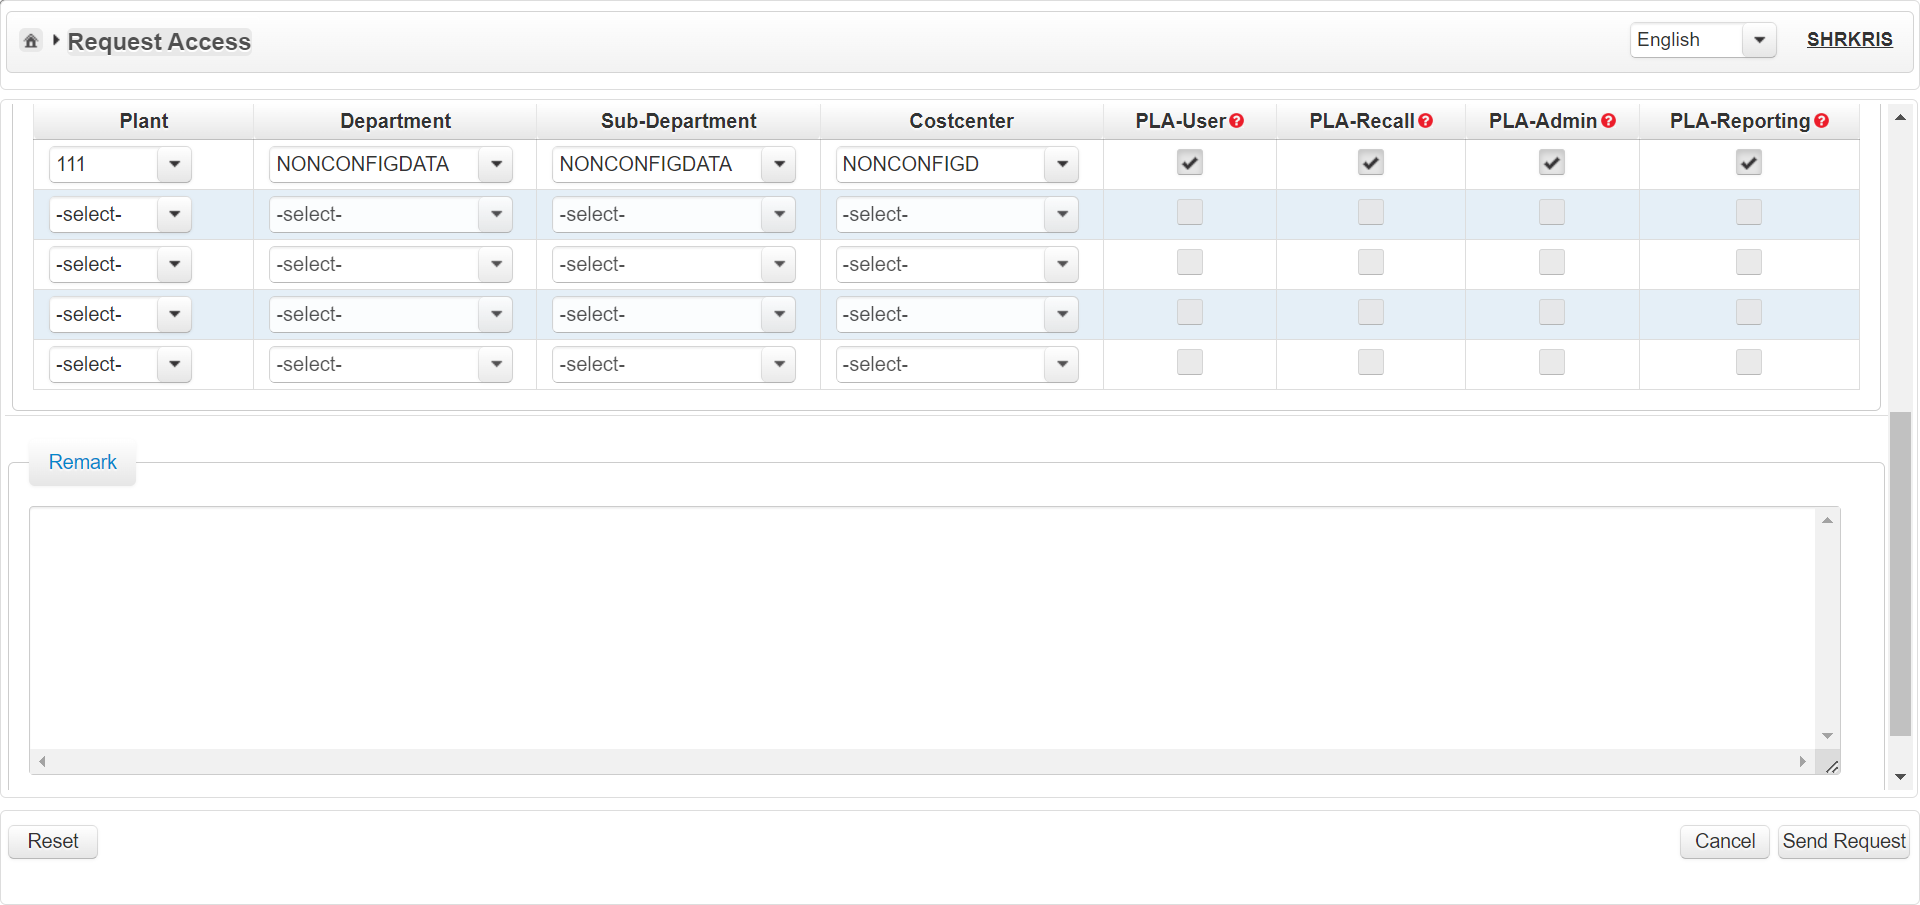 Request Access
English
SHRKRIS
Plant Department Sub-Department Costcenter PLA-User PLA-Recall PLA-Admin PLA-Reporting
111 NONCONFIGDATA NONCONFIGDATA NONCONFIGD
-select- -select- -select- -select-
-select- -select- -select- -select-
-select- -select- -select- -select-
-select- -select- -select- -select-
Remark
Reset Cancel Send Request